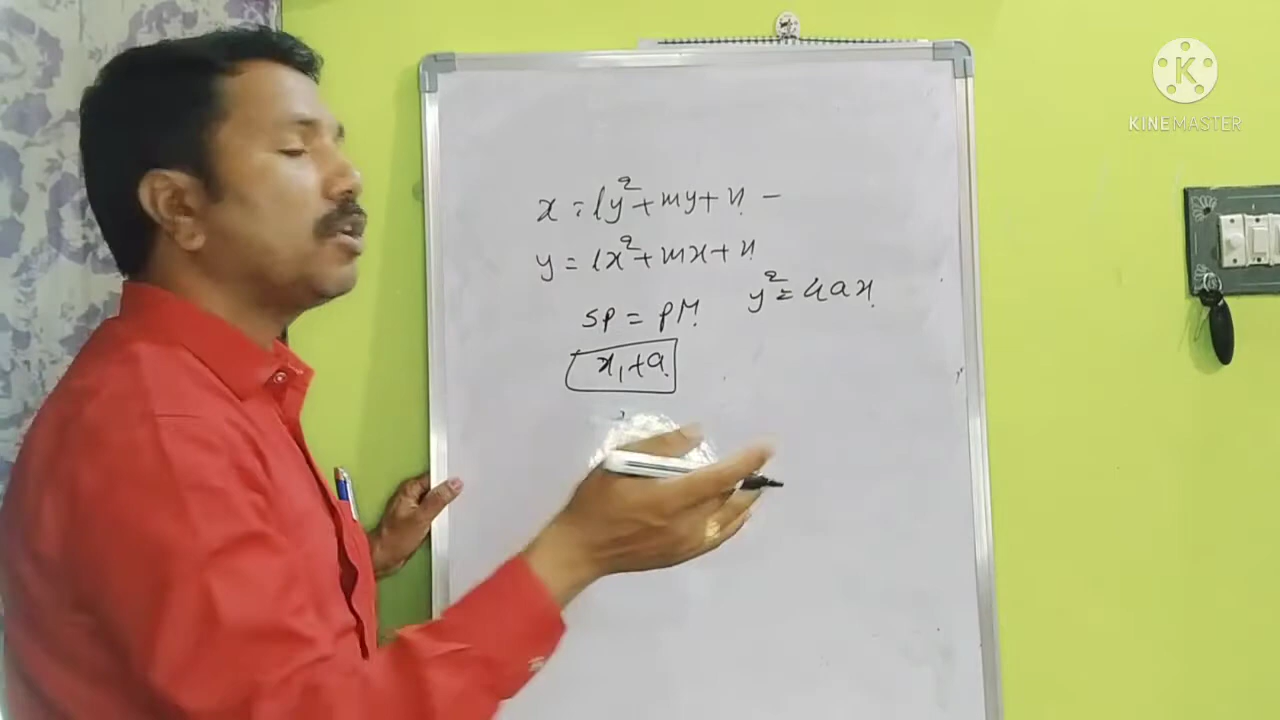 x = ly² + my + n –
y = lx² + mx + n
SP = PM
y² = 4ax
x₁ + a
KINEMASTER